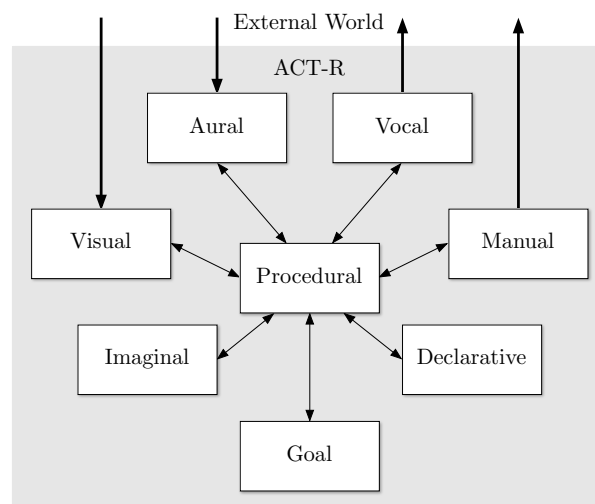 External World
ACT-R
Aural
Vocal
Visual
Manual
Procedural
Imaginal
Declarative
Goal